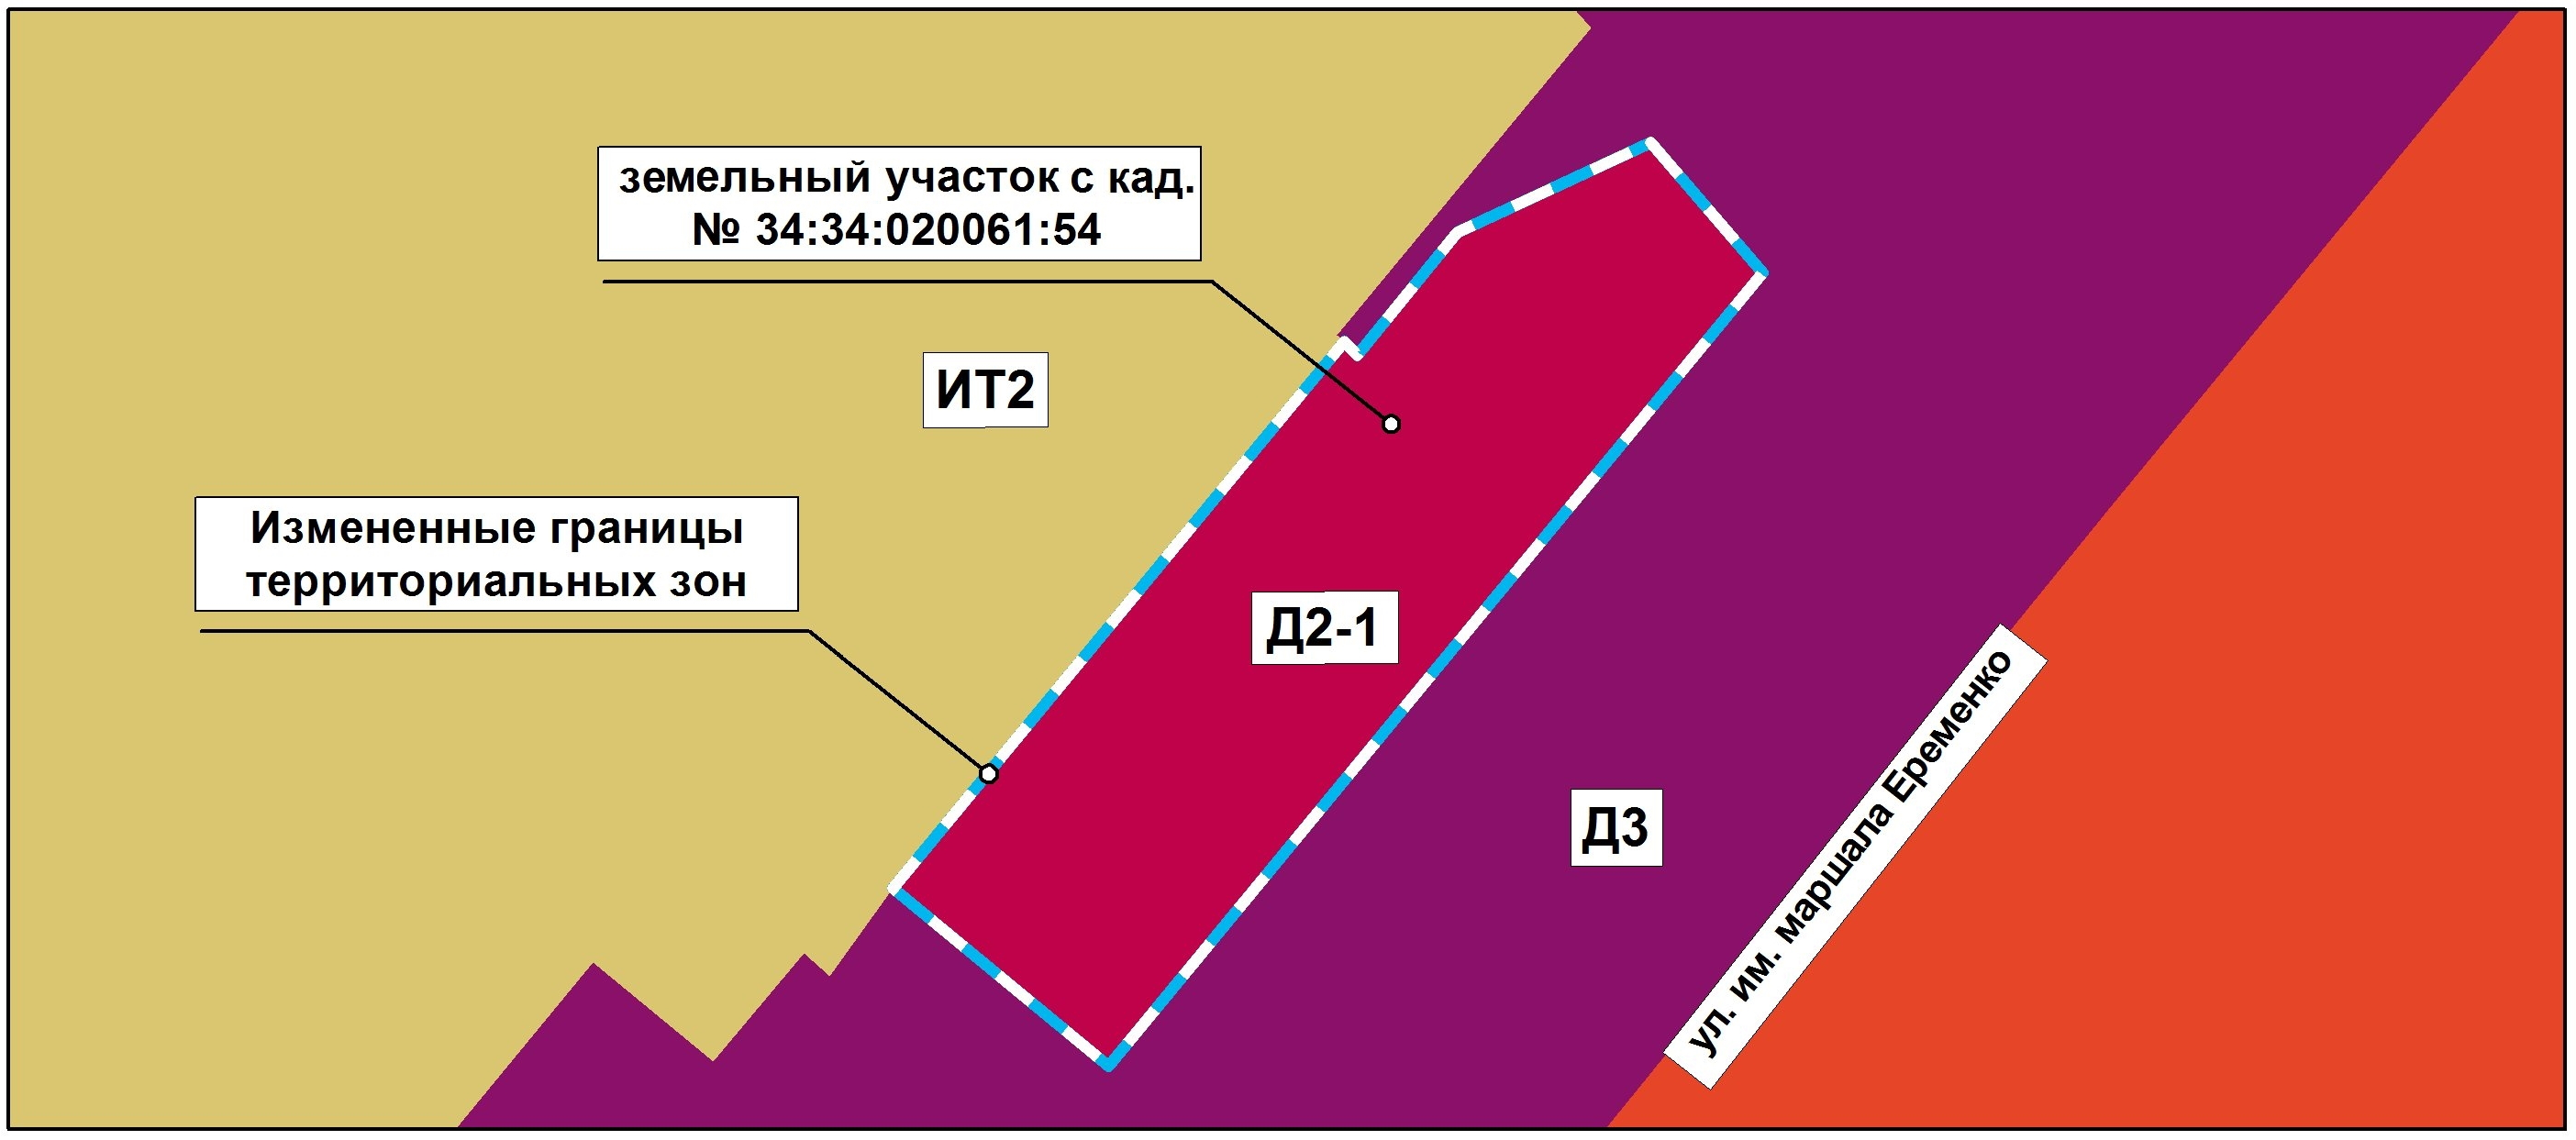 земельный участок с кад.
№ 34:34:020061:54
ИТ2
Измененные границы
территориальных зон
Д2-1
Д3
ул. им. маршала Еременко